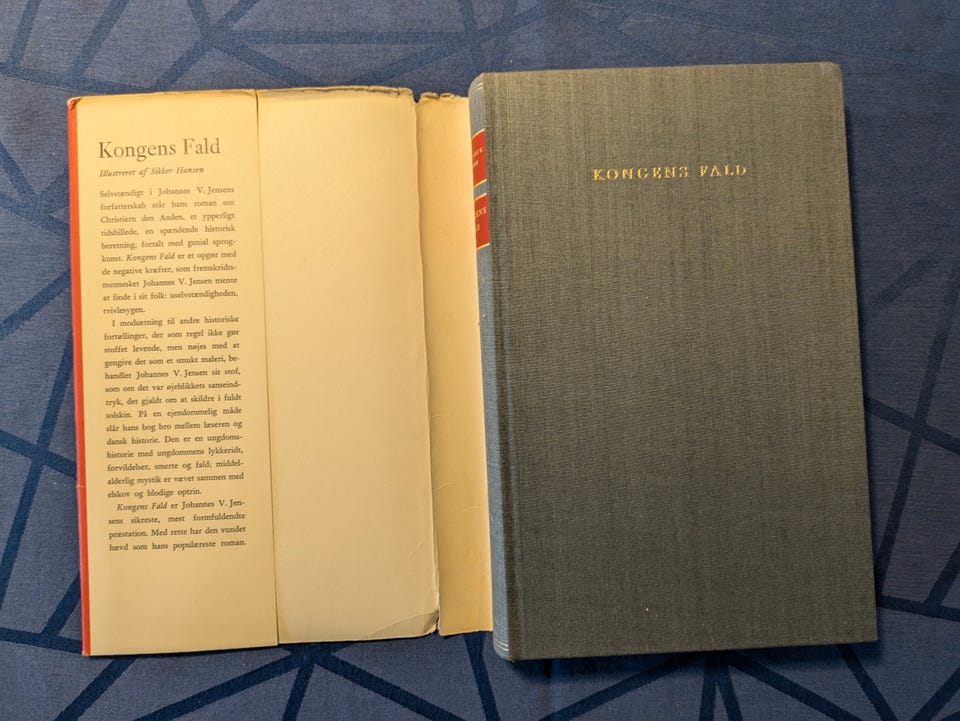 Kongens Fald
Illustreret af Sikker Hansen
Selvstændigt i Johannes V. Jensens
forfatterskab står hans roman om
Christiern den Anden, et ypperligt
tidsbillede, en spændende historisk
beretning, fortalt med genial sprog-
kunst. Kongens Fald er et opgør med
de negative kræfter, som fremskridts-
mennesket Johannes V. Jensen mente
at finde i sit folk: uselvstændigheden,
tvivlesygen.
I modsætning til andre historiske
fortællinger, der som regel ikke gør
stoffet levende, men nøjes med at
gengive det som et smukt maleri, be-
handler Johannes V. Jensen sit stof,
som om det var øjeblikkets sanseind-
tryk, det gjaldt om at skildre i fuldt
solskin. På en ejendommelig måde
slår hans bog bro mellem læseren og
dansk historie. Den er en ungdoms-
historie med ungdommens lykkeridt,
forvildelser, smerte og fald; middel-
alderlig mystik er vævet sammen med
elskov og blodige optrin.
Kongens Fald er Johannes V. Jen-
sens sikreste, mest formfuldendte
præstation. Med rette har den vundet
hævd som hans populæreste roman.
KONGENS FALD